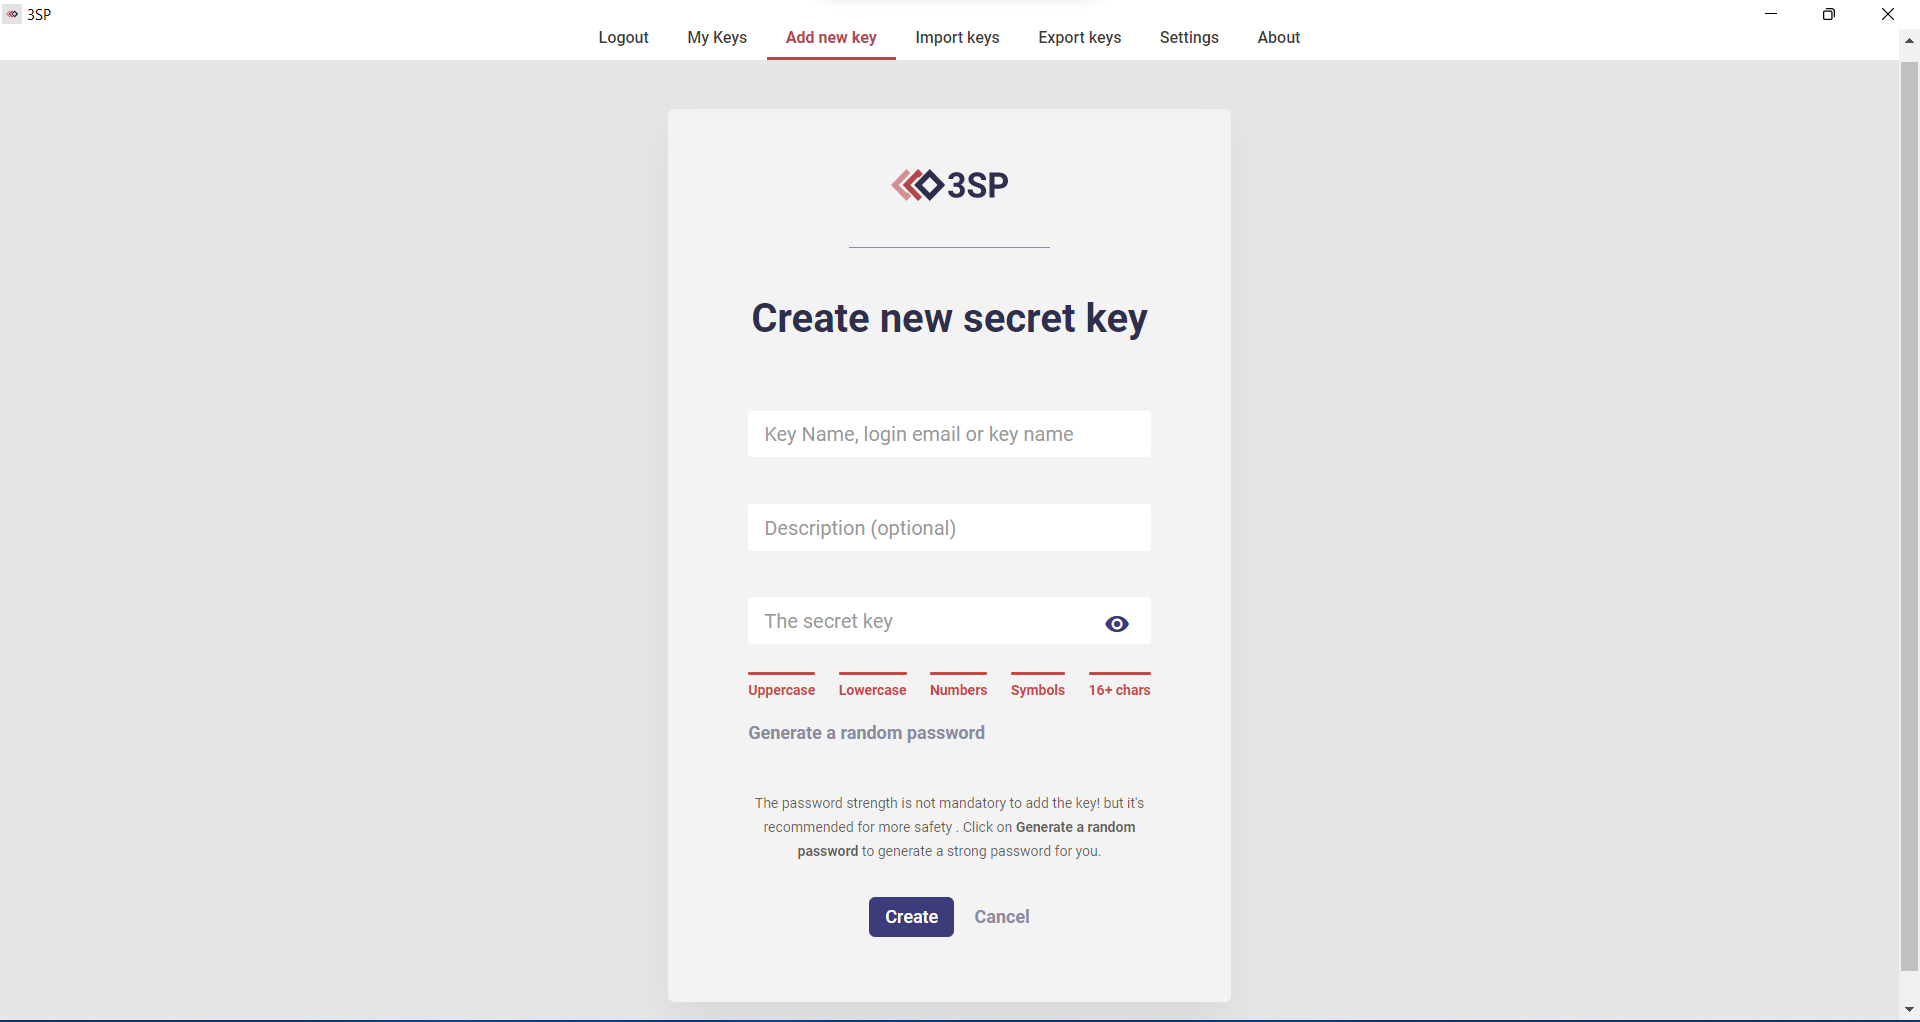 3SP
Logout My Keys Add new key Import keys Export keys Settings About
3SP
Create new secret key
Key Name, login email or key name
Description (optional)
The secret key
Uppercase Lowercase Numbers Symbols 16+ chars
Generate a random password
The password strength is not mandatory to add the key! but it's
recommended for more safety . Click on Generate a random
password to generate a strong password for you.
Create Cancel